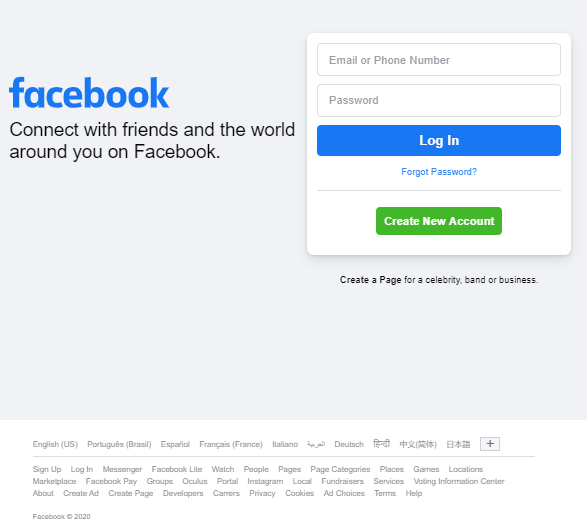 facebook
Connect with friends and the world
around you on Facebook.
Email or Phone Number
Password
Log In
Forgot Password?
Create New Account
Create a Page for a celebrity, band or business.
English (US) Português (Brasil) Español Français (France) Italiano العربية Deutsch हिन्दी 中文(简体) 日本語 +
Sign Up Log In Messenger Facebook Lite Watch People Pages Page Categories Places Games Locations
Marketplace Facebook Pay Groups Oculus Portal Instagram Local Fundraisers Services Voting Information Center
About Create Ad Create Page Developers Carrers Privacy Cookies Ad Choices Terms Help
Facebook © 2020